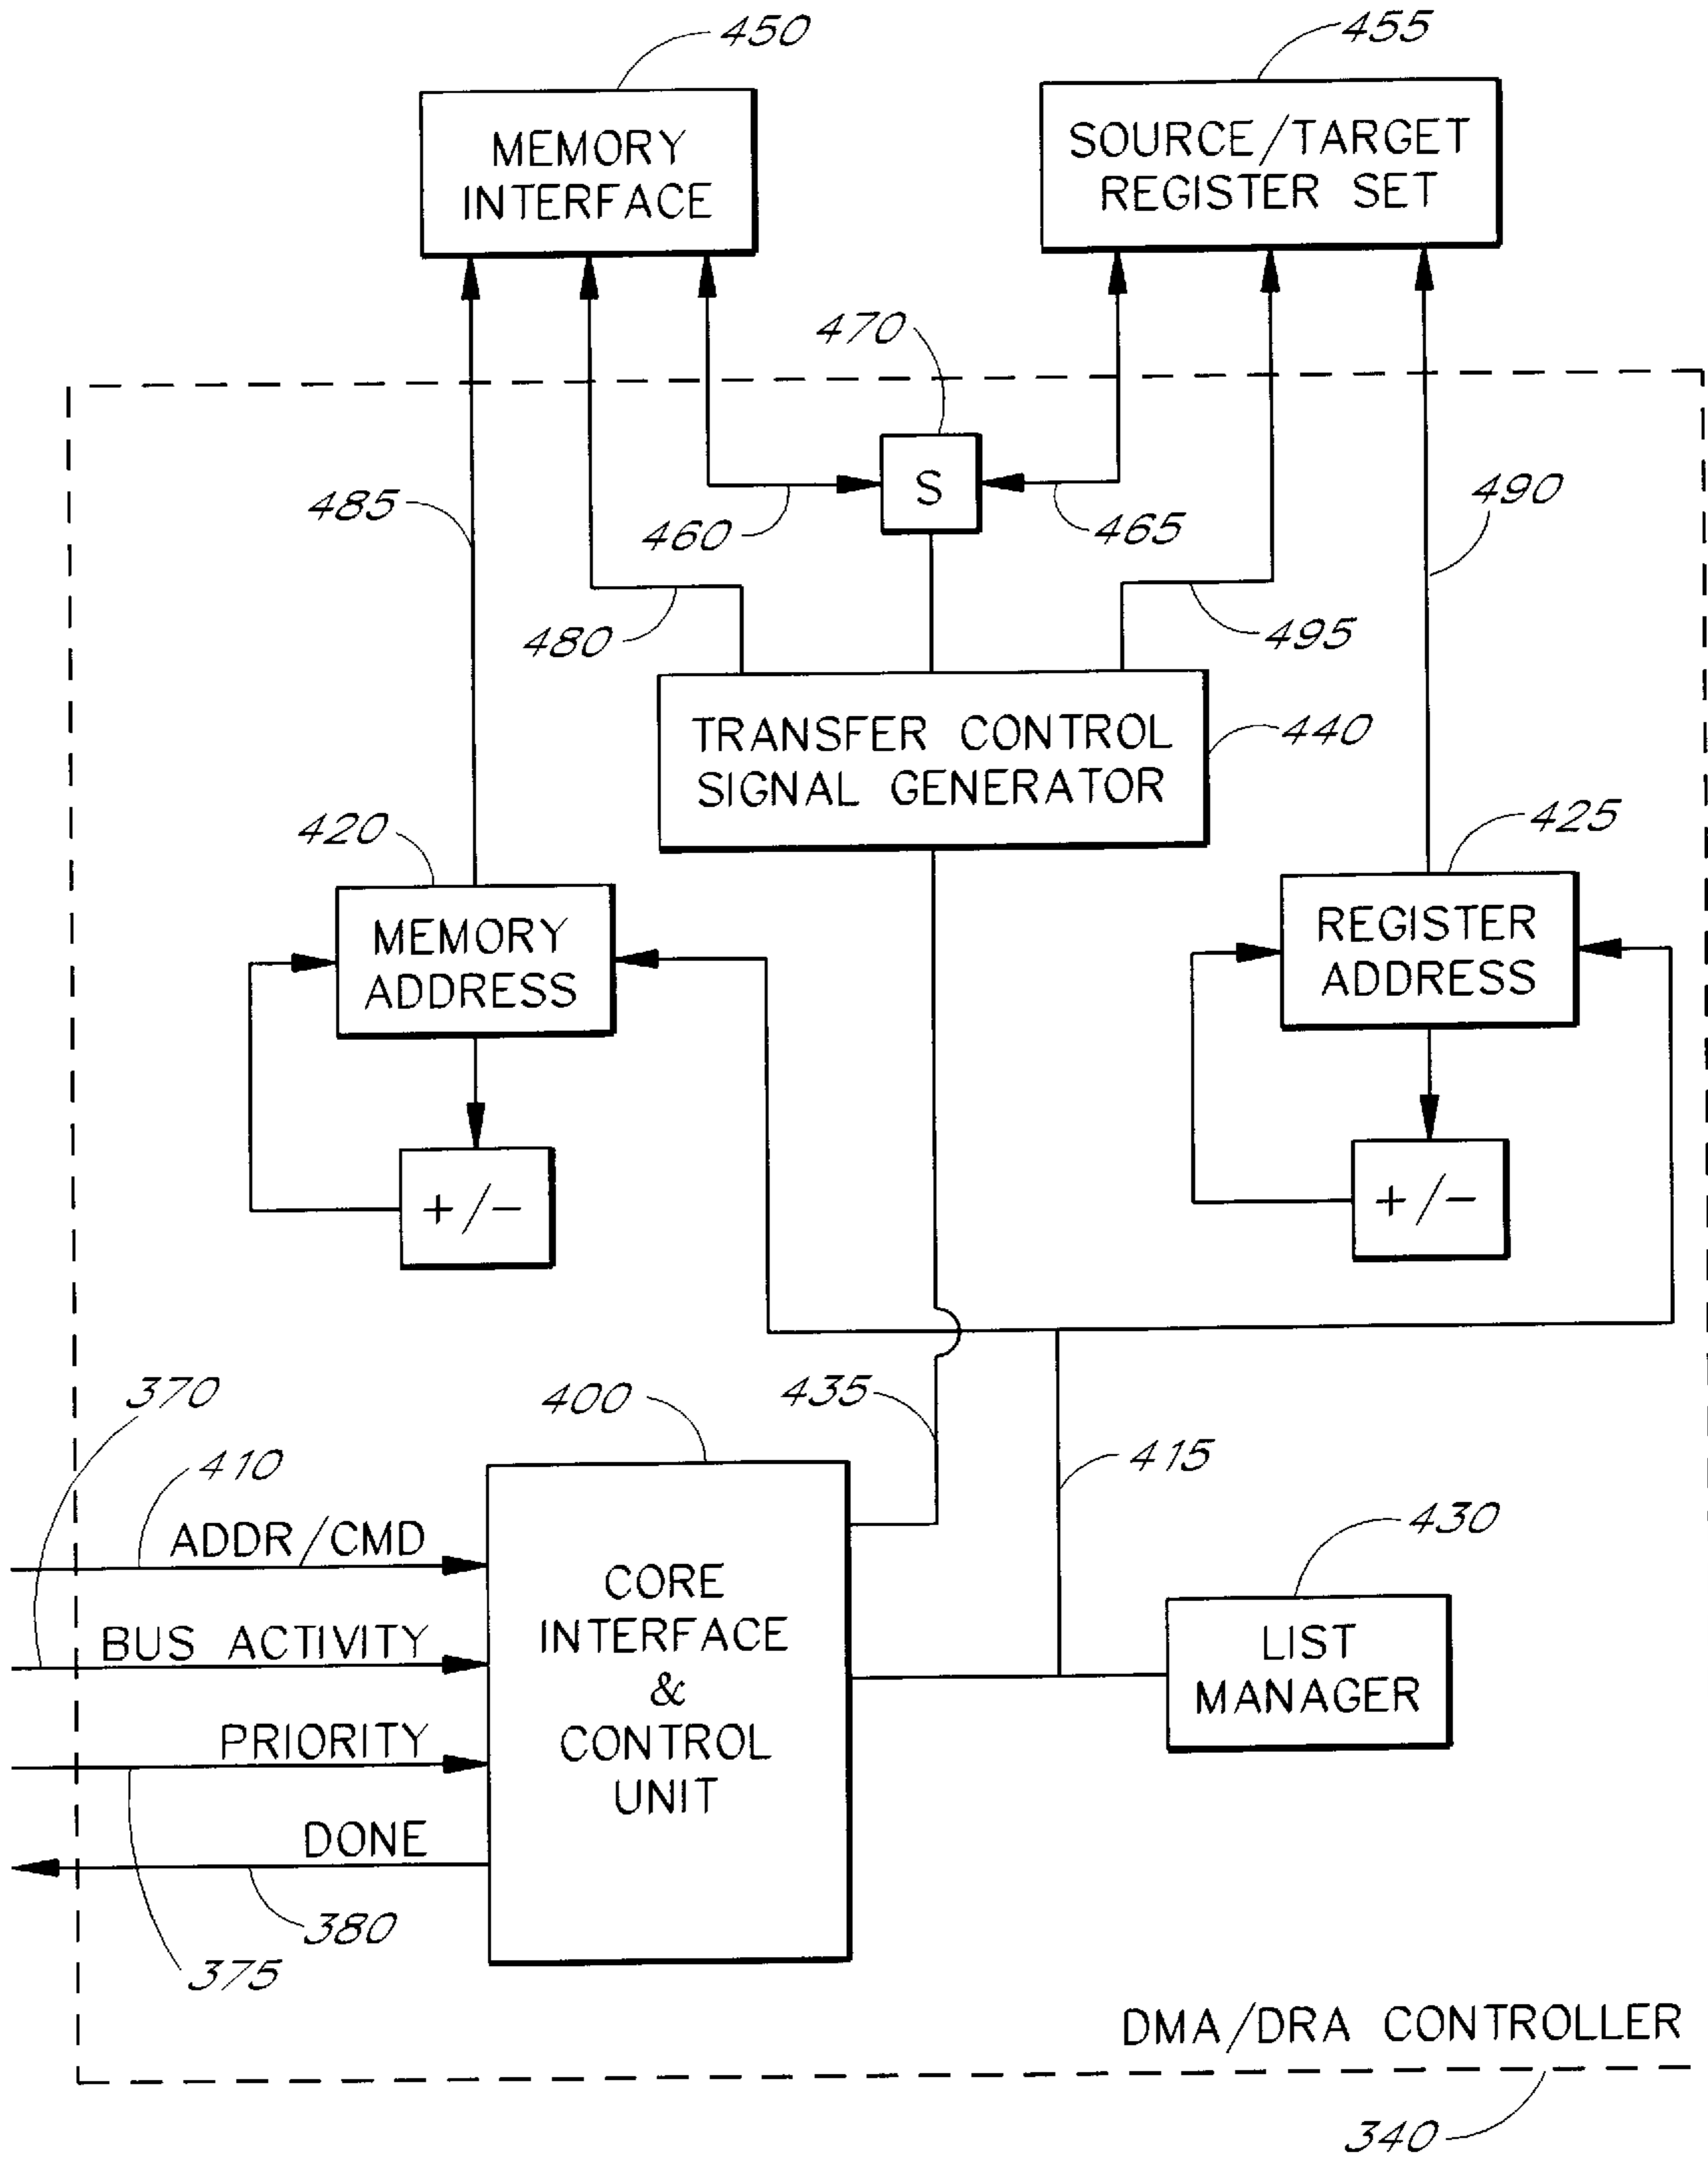 450
455
MEMORY
INTERFACE
SOURCE/TARGET
REGISTER SET
470
S
485
490
460
465
480
495
TRANSFER CONTROL
SIGNAL GENERATOR
440
420
425
MEMORY
ADDRESS
REGISTER
ADDRESS
+/-
+/-
370
400
435
410
415
430
ADDR/CMD
BUS ACTIVITY
PRIORITY
DONE
CORE
INTERFACE
&
CONTROL
UNIT
LIST
MANAGER
380
375
DMA/DRA CONTROLLER
340